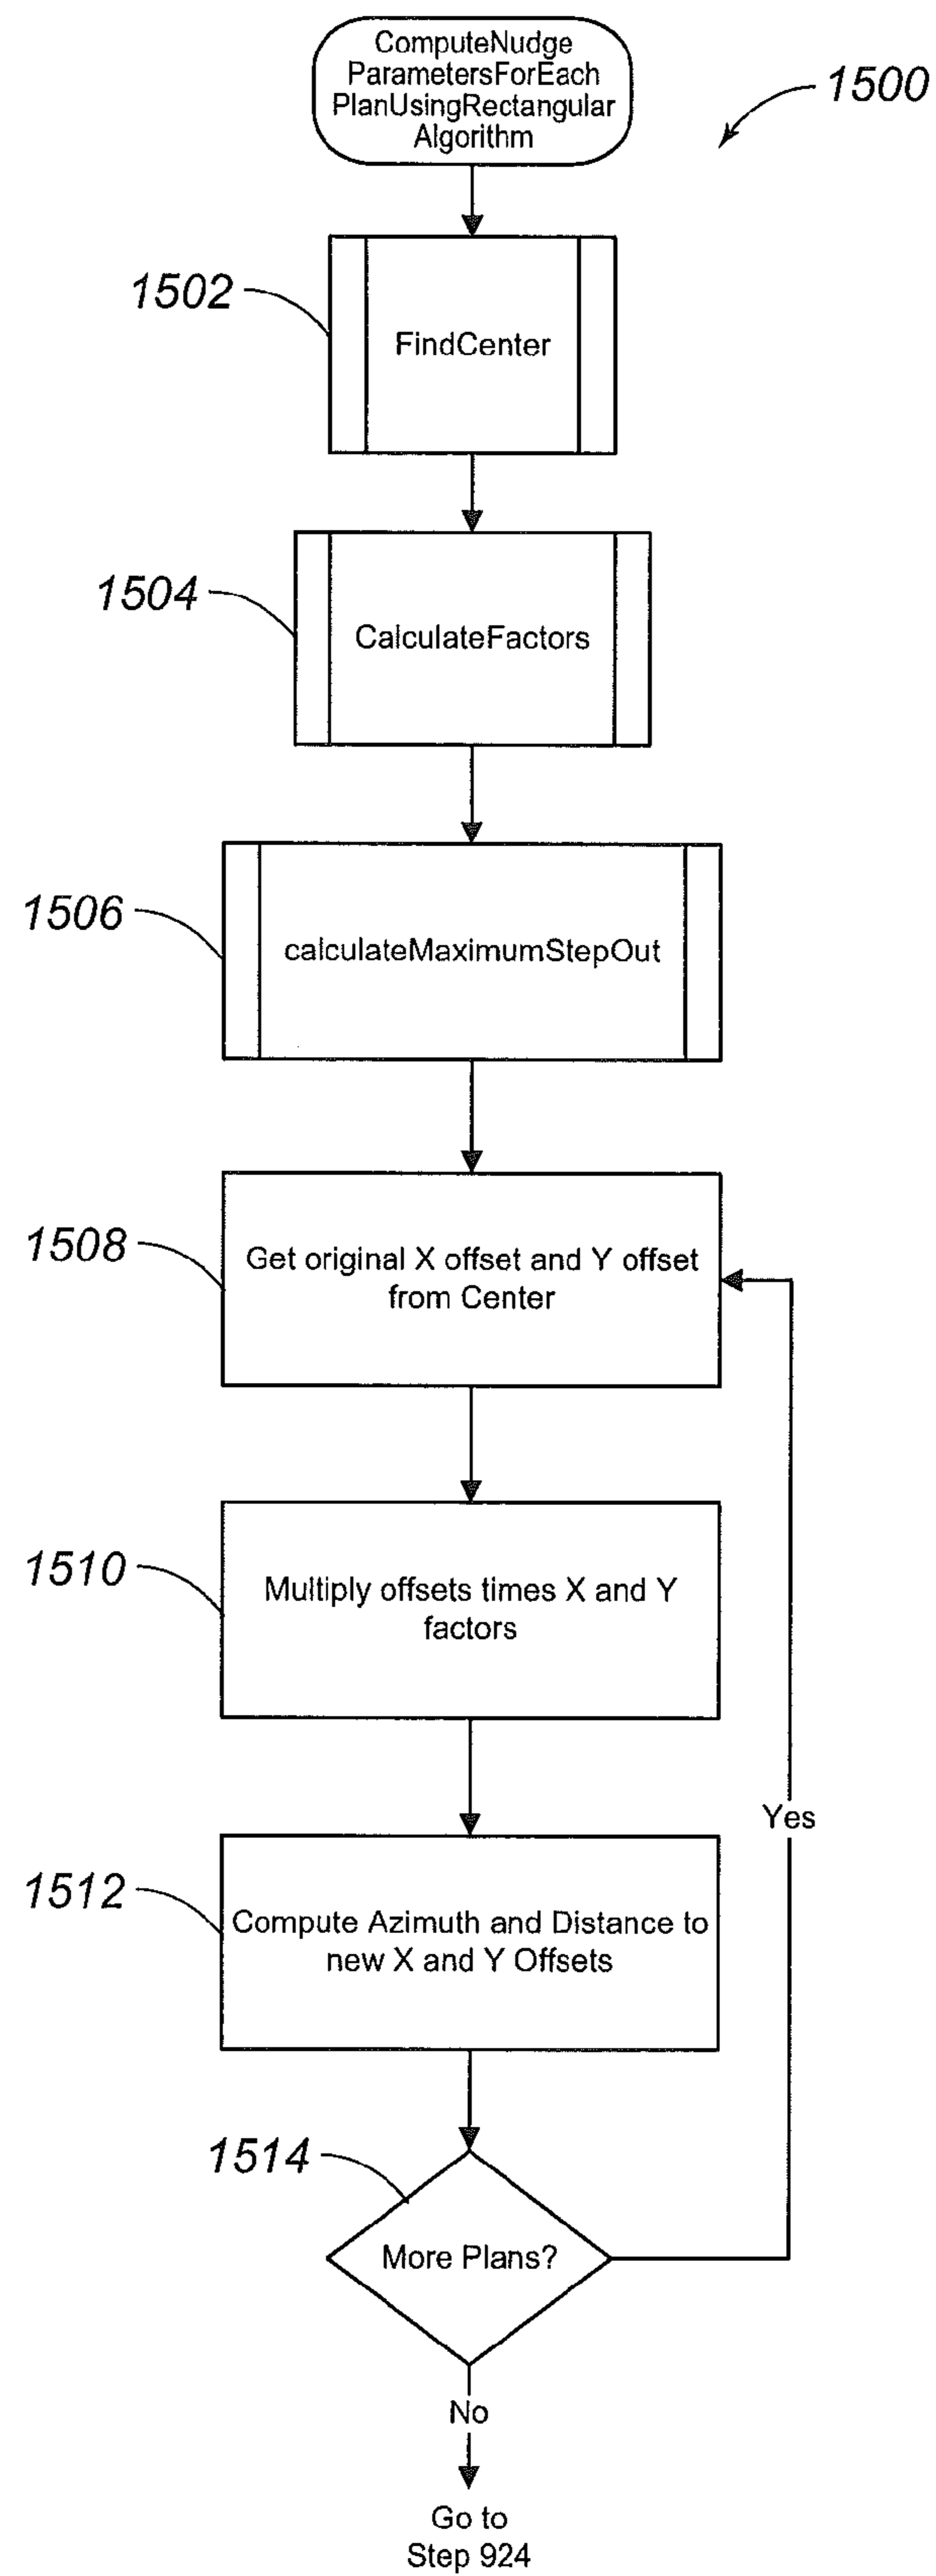 ComputeNudge
ParametersForEach
PlanUsingRectangular
Algorithm
1500
1502
FindCenter
1504
CalculateFactors
1506
calculateMaximumStepOut
1508
Get original X offset and Y offset
from Center
1510
Multiply offsets times X and Y
factors
Yes
1512
Compute Azimuth and Distance to
new X and Y Offsets
1514
More Plans?
No
Go to
Step 924